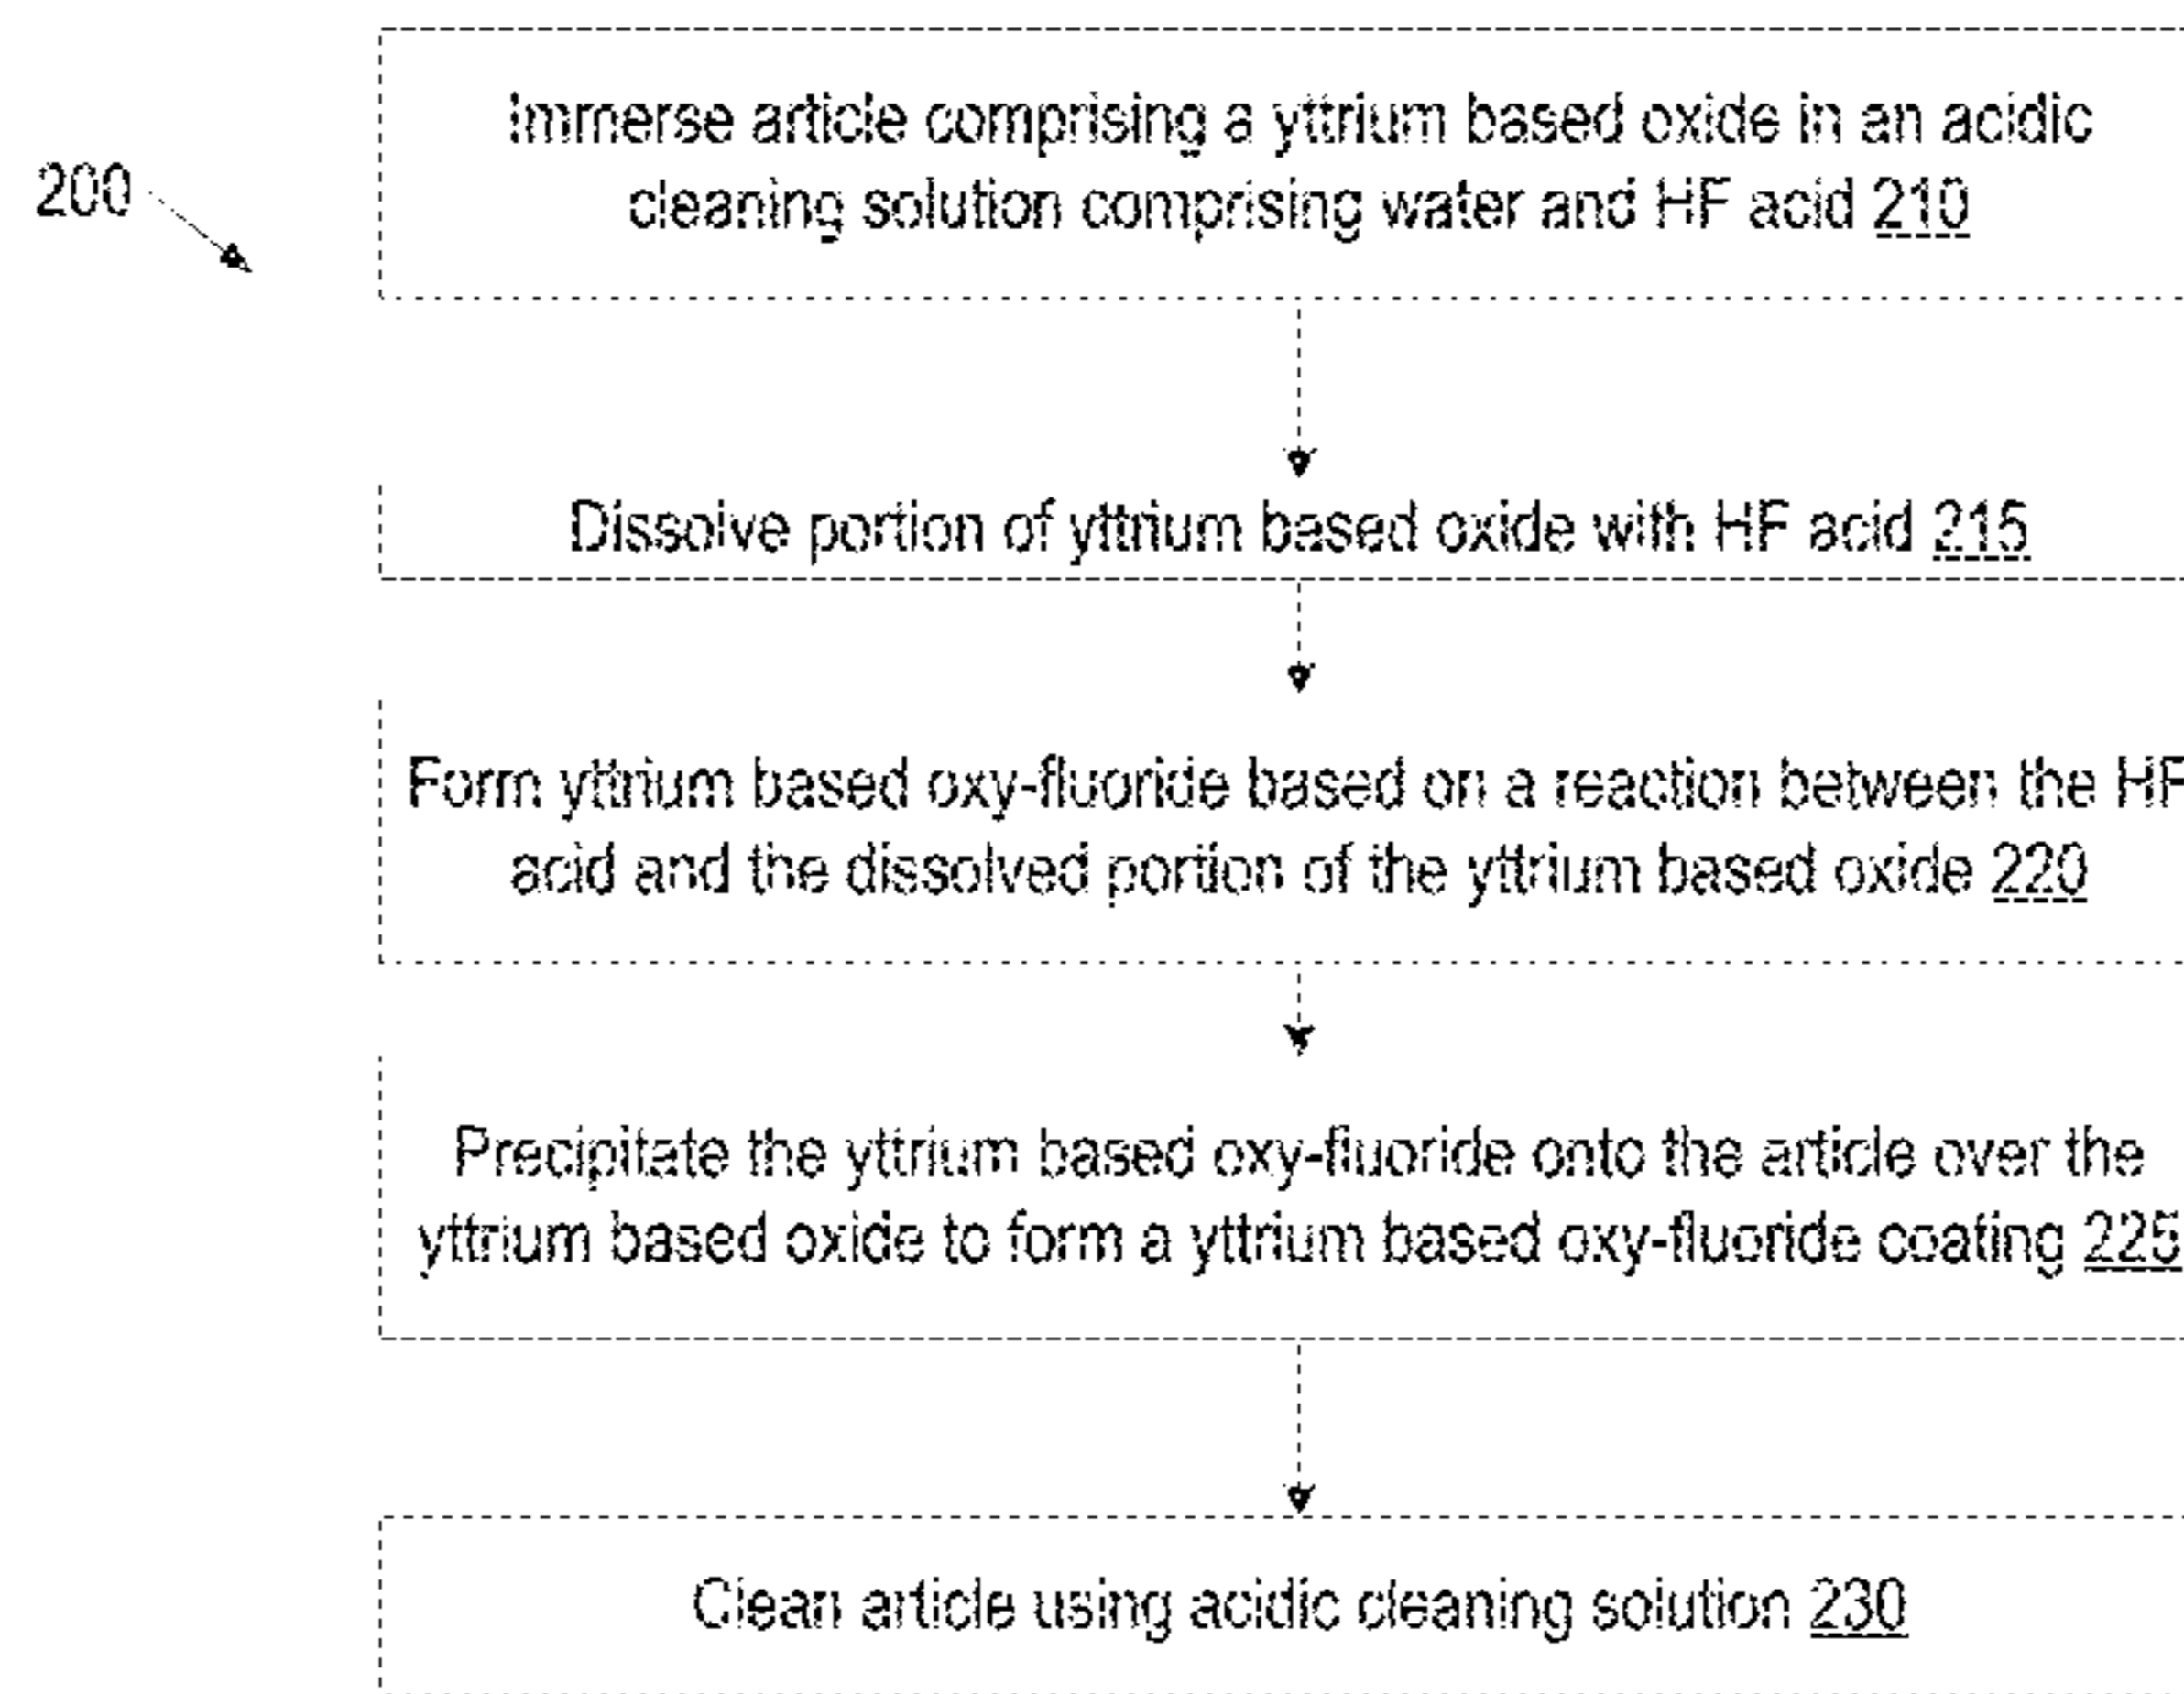 200
Immerse article comprising a yttrium based oxide in an acidic
cleaning solution comprising water and HF acid 210
Dissolve portion of yttrium based oxide with HF acid 215
Form yttrium based oxy-fluoride based on a reaction between the HF
acid and the dissolved portion of the yttrium based oxide 220
Precipitate the yttrium based oxy-fluoride onto the article over the
yttrium based oxide to form a yttrium based oxy-fluoride coating 225
Clean article using acidic cleaning solution 230